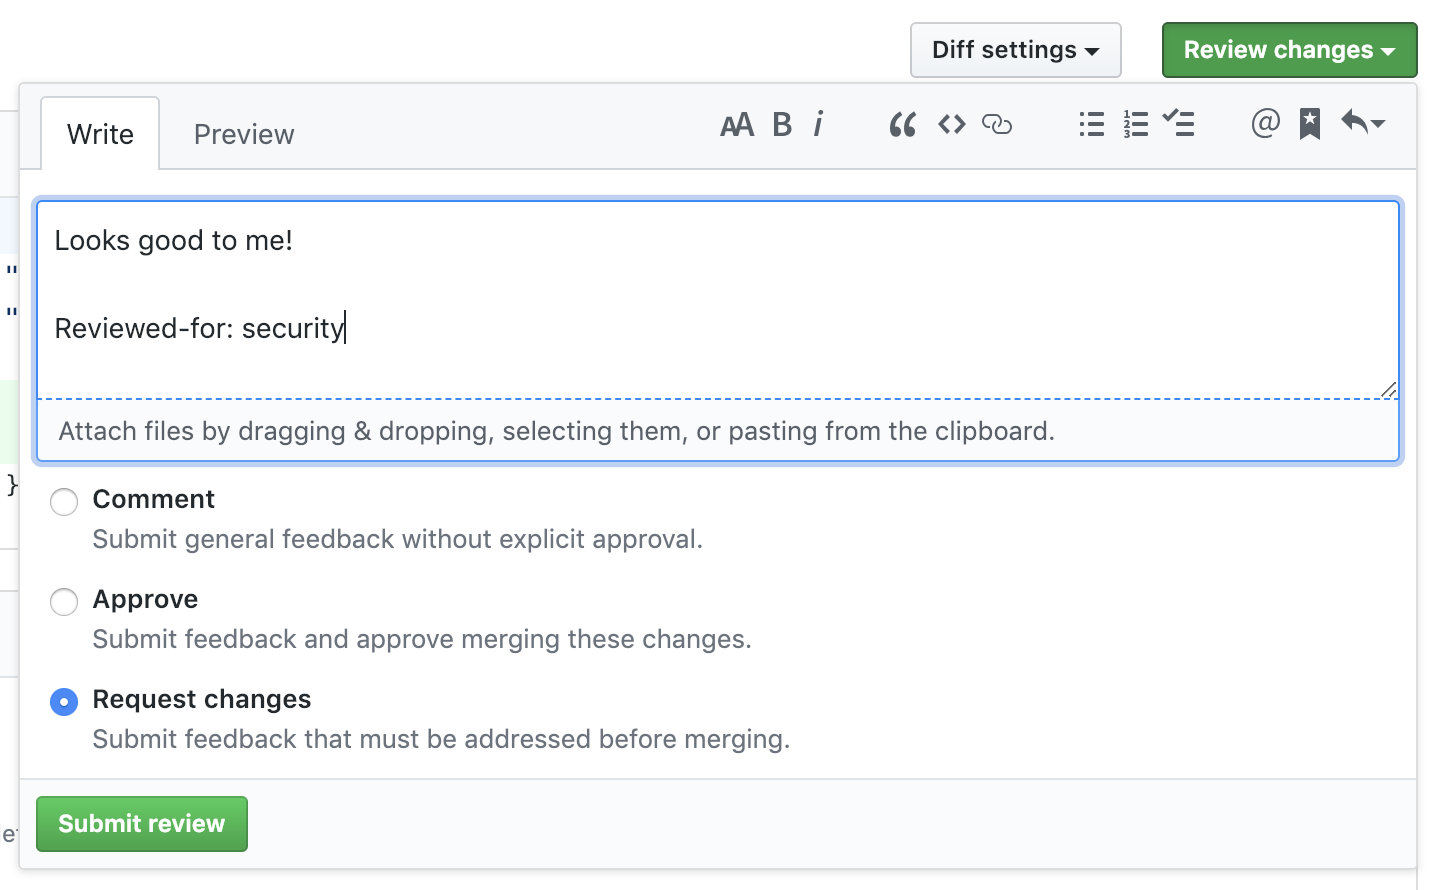 Diff settings
Review changes
Write
Preview
AA B i
@
Looks good to me!
Reviewed-for: security
Attach files by dragging & dropping, selecting them, or pasting from the clipboard.
Comment
Submit general feedback without explicit approval.
Approve
Submit feedback and approve merging these changes.
Request changes
Submit feedback that must be addressed before merging.
Submit review